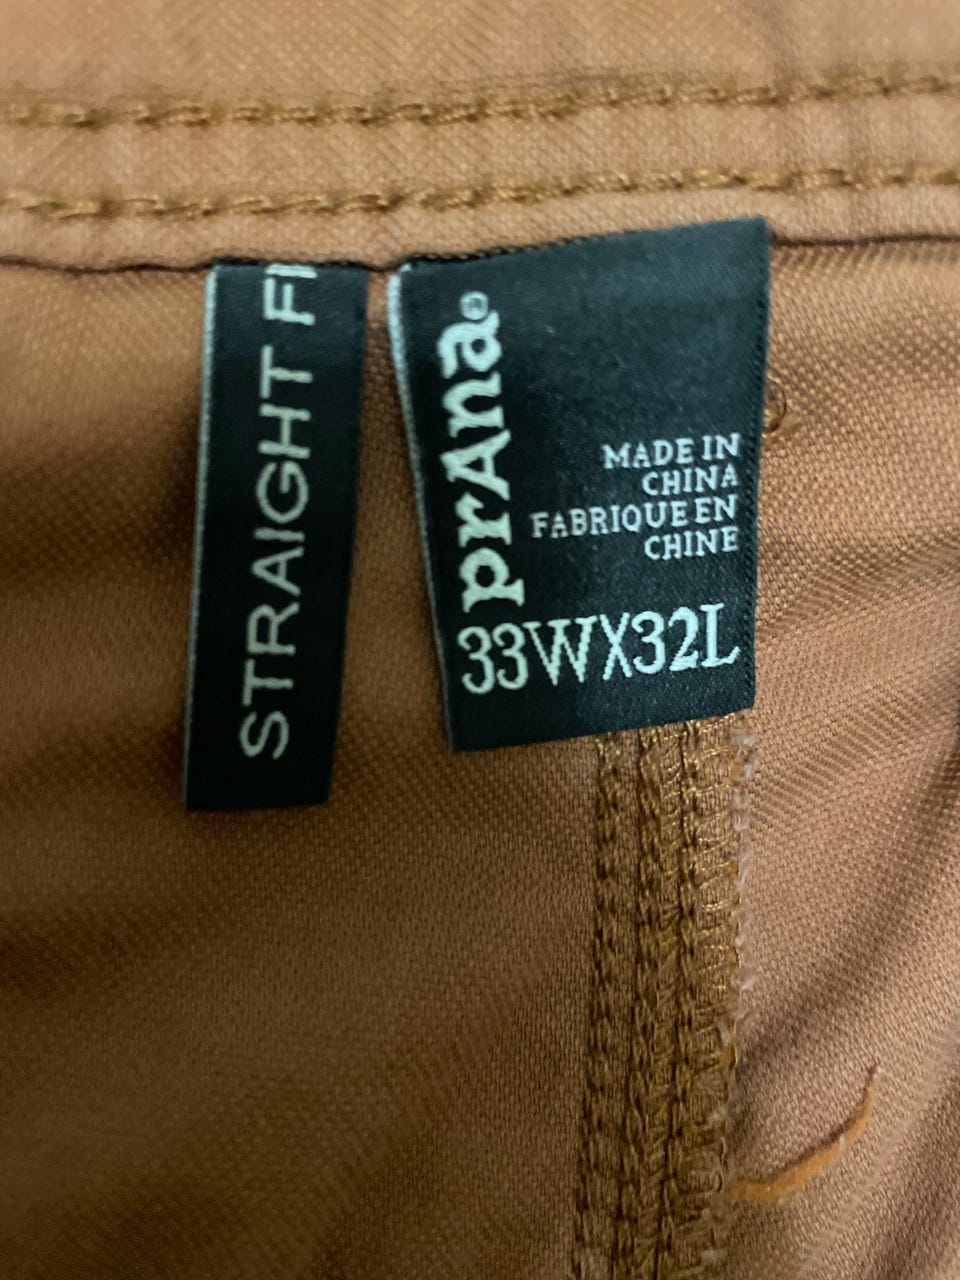 STRAIGHT FI
prAna®
MADE IN
CHINA
FABRIQUE EN
CHINE
33WX32L